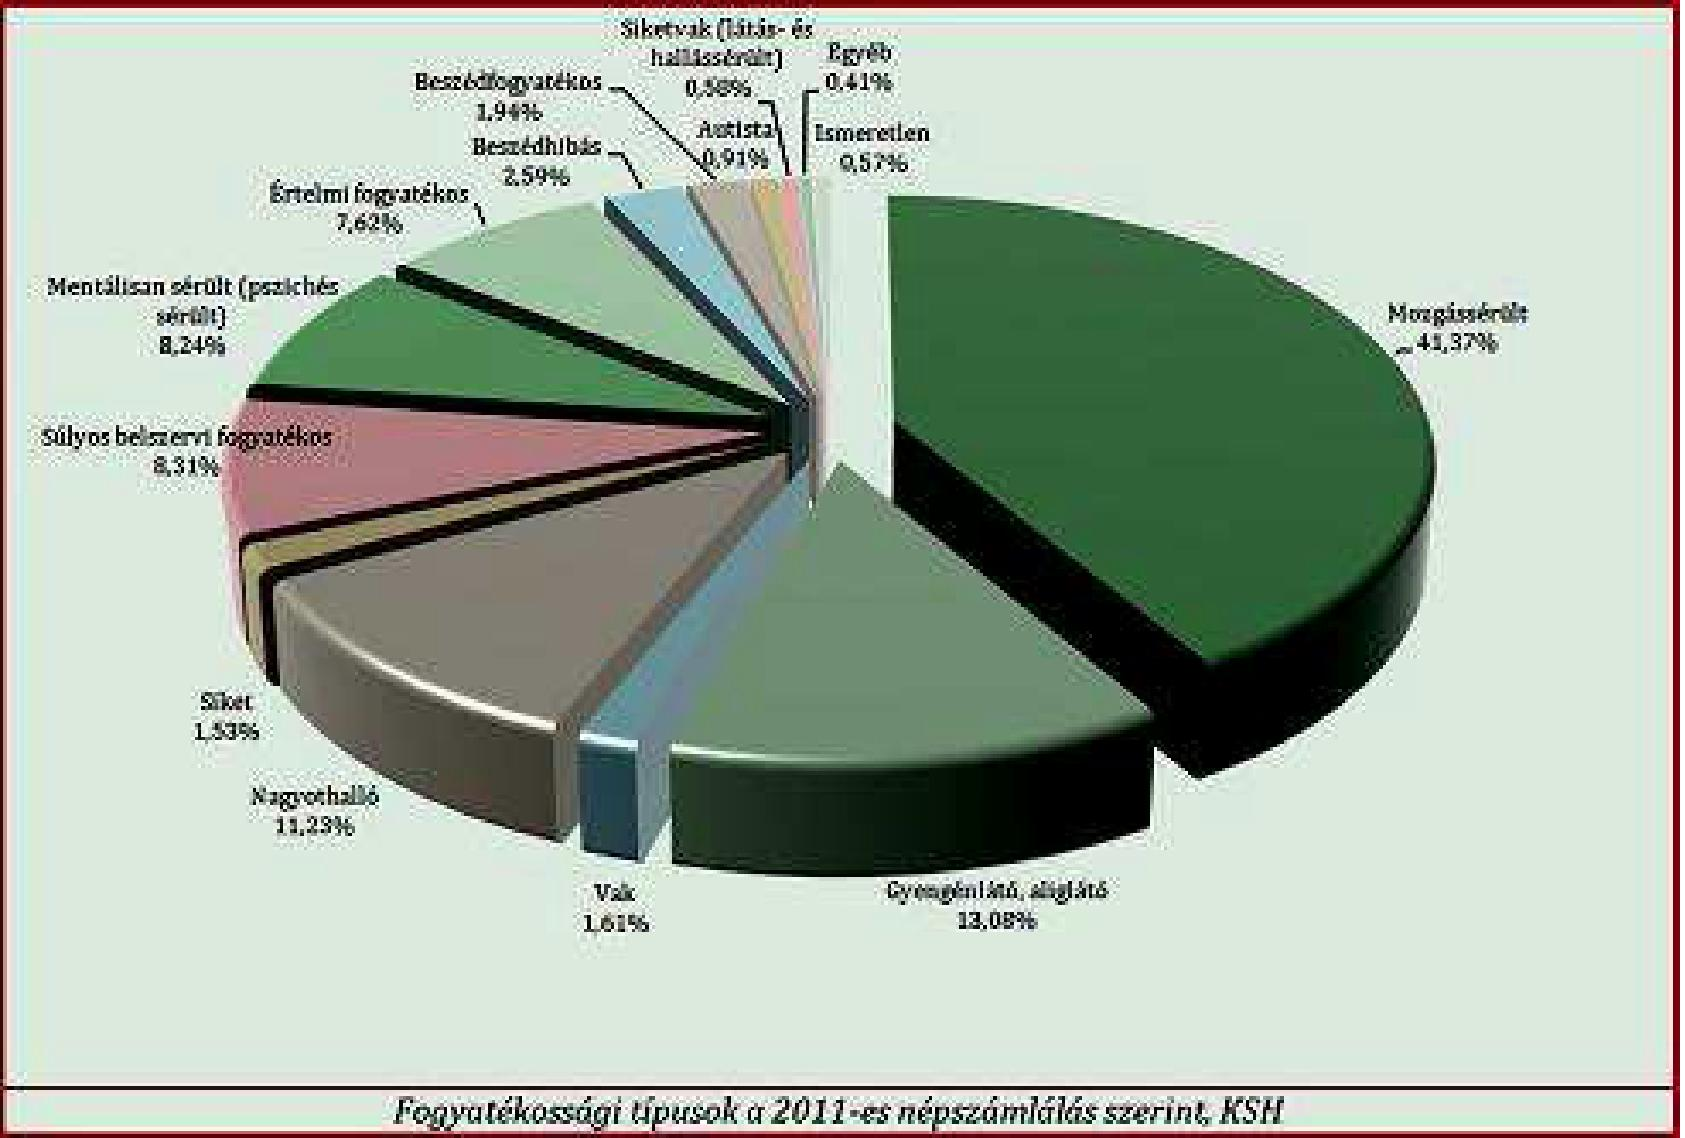 Siketvak (látás- és
hallássérült)
0,58%
Egyéb
0,41%
Beszédfogyatékos
1,94%
Autista
0,91%
Ismeretlen
0,57%
Beszédhibás
2,59%
Értelmi fogyatékos
7,62%
Mentálisan sérült (pszichés
sérült)
8,24%
Mozgássérült
41,37%
Súlyos belszervi fogyatékos
8,31%
Siket
1,53%
Nagyothalló
11,23%
Vak
1,61%
Gyengénlátó, aliglátó
13,08%
Fogyatékossági típusok a 2011-es népszámlálás szerint, KSH